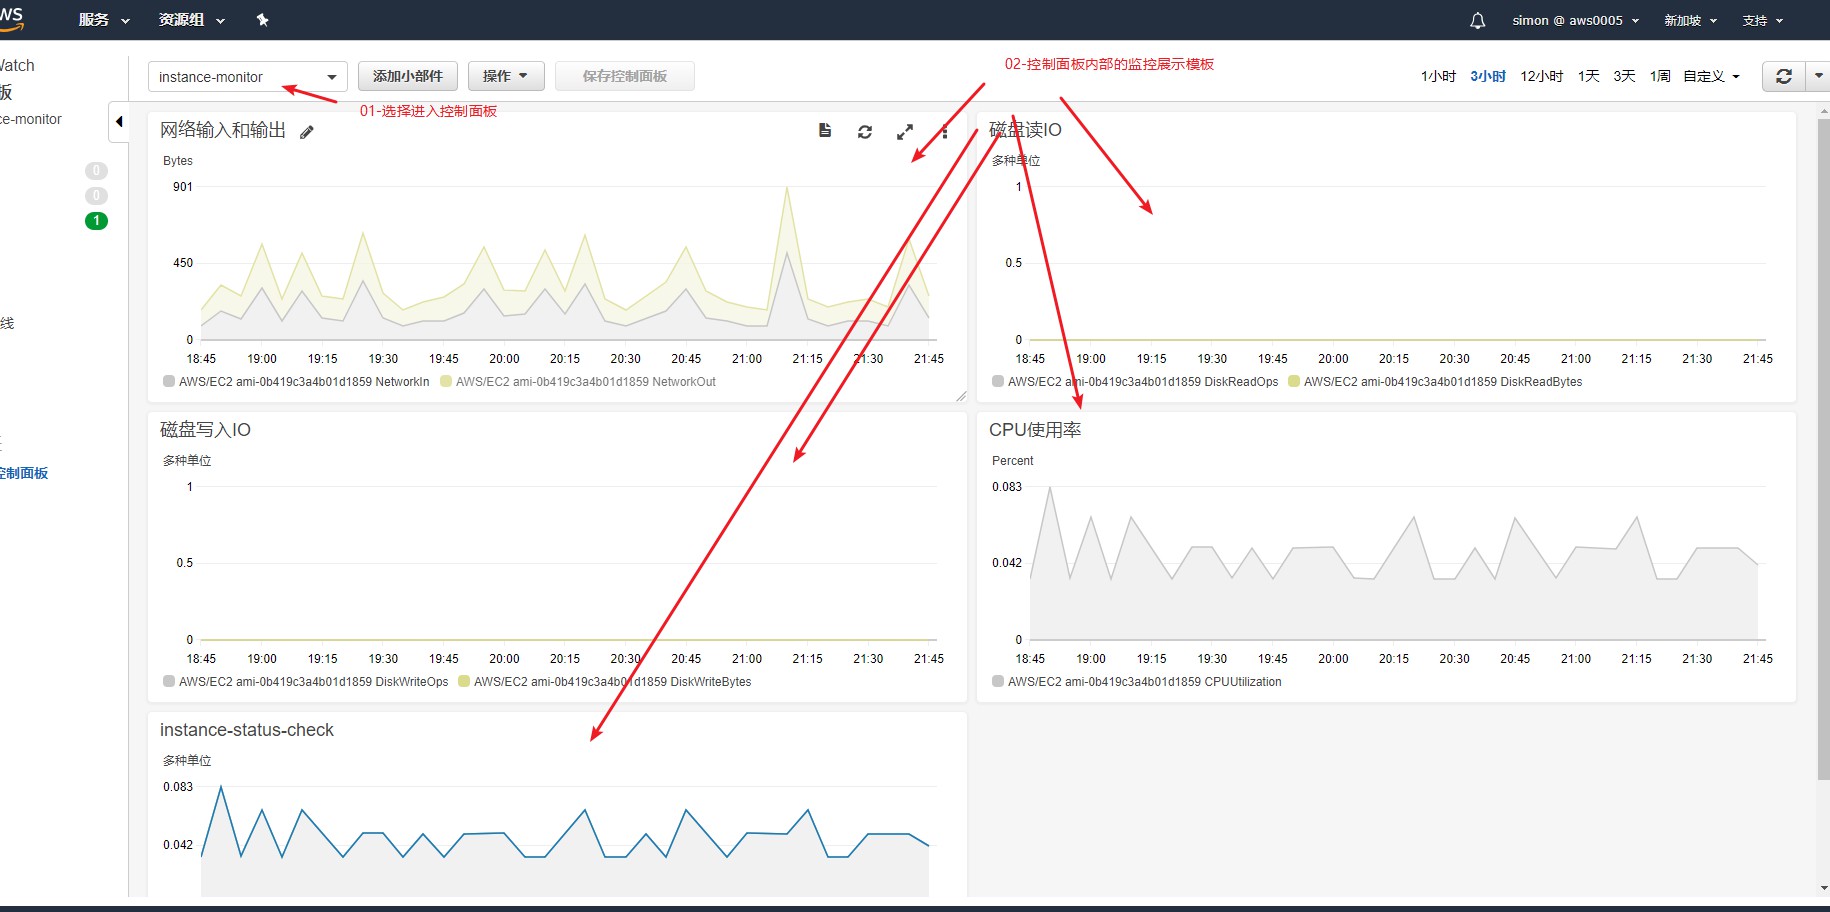 WS
服务
资源组
simon @ aws0005
新加坡
支持
Watch
板
ce-monitor
0
0
1
线
控制面板
instance-monitor
添加小部件
操作
保存控制面板
01-选择进入控制面板
02-控制面板内部的监控展示模板
1小时 3小时 12小时 1天 3天 1周 自定义
网络输入和输出
Bytes
901
450
0
18:45 19:00 19:15 19:30 19:45 20:00 20:15 20:30 20:45 21:00 21:15 21:30 21:45
AWS/EC2 ami-0b419c3a4b01d1859 NetworkIn AWS/EC2 ami-0b419c3a4b01d1859 NetworkOut
磁盘读IO
多种单位
1
0.5
0
18:45 19:00 19:15 19:30 19:45 20:00 20:15 20:30 20:45 21:00 21:15 21:30 21:45
AWS/EC2 ami-0b419c3a4b01d1859 DiskReadOps AWS/EC2 ami-0b419c3a4b01d1859 DiskReadBytes
磁盘写入IO
多种单位
1
0.5
0
18:45 19:00 19:15 19:30 19:45 20:00 20:15 20:30 20:45 21:00 21:15 21:30 21:45
AWS/EC2 ami-0b419c3a4b01d1859 DiskWriteOps AWS/EC2 ami-0b419c3a4b01d1859 DiskWriteBytes
CPU使用率
Percent
0.083
0.042
0
18:45 19:00 19:15 19:30 19:45 20:00 20:15 20:30 20:45 21:00 21:15 21:30 21:45
AWS/EC2 ami-0b419c3a4b01d1859 CPUUtilization
instance-status-check
多种单位
0.083
0.042